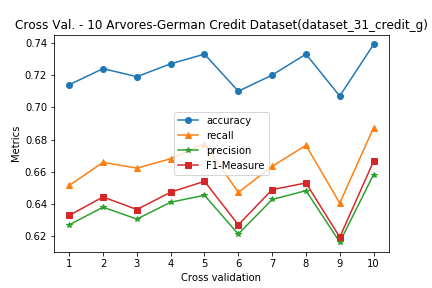 Cross Val. - 10 Arvores-German Credit Dataset(dataset_31_credit_g)
0.74
0.72
0.70
0.68
0.66
0.64
0.62
Metrics
accuracy
recall
precision
F1-Measure
1 2 3 4 5 6 7 8 9 10
Cross validation